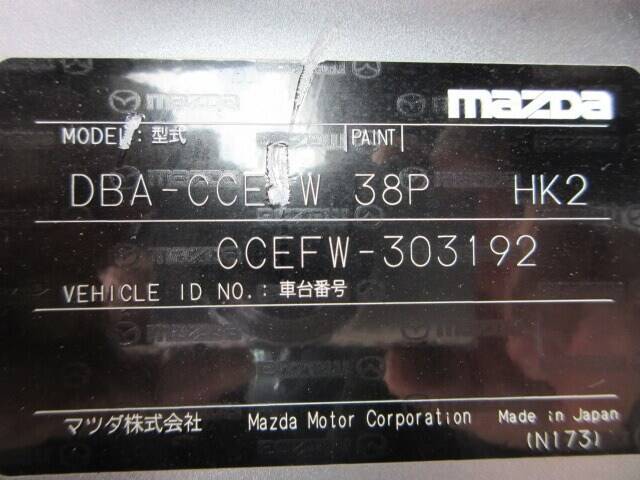 mazda
MODEL: 型式 PAINT
DBA-CCEFW 38P HK2
CCEFW-303192
VEHICLE ID NO.: 車台番号
マツダ株式会社 Mazda Motor Corporation Made in Japan
(N173)